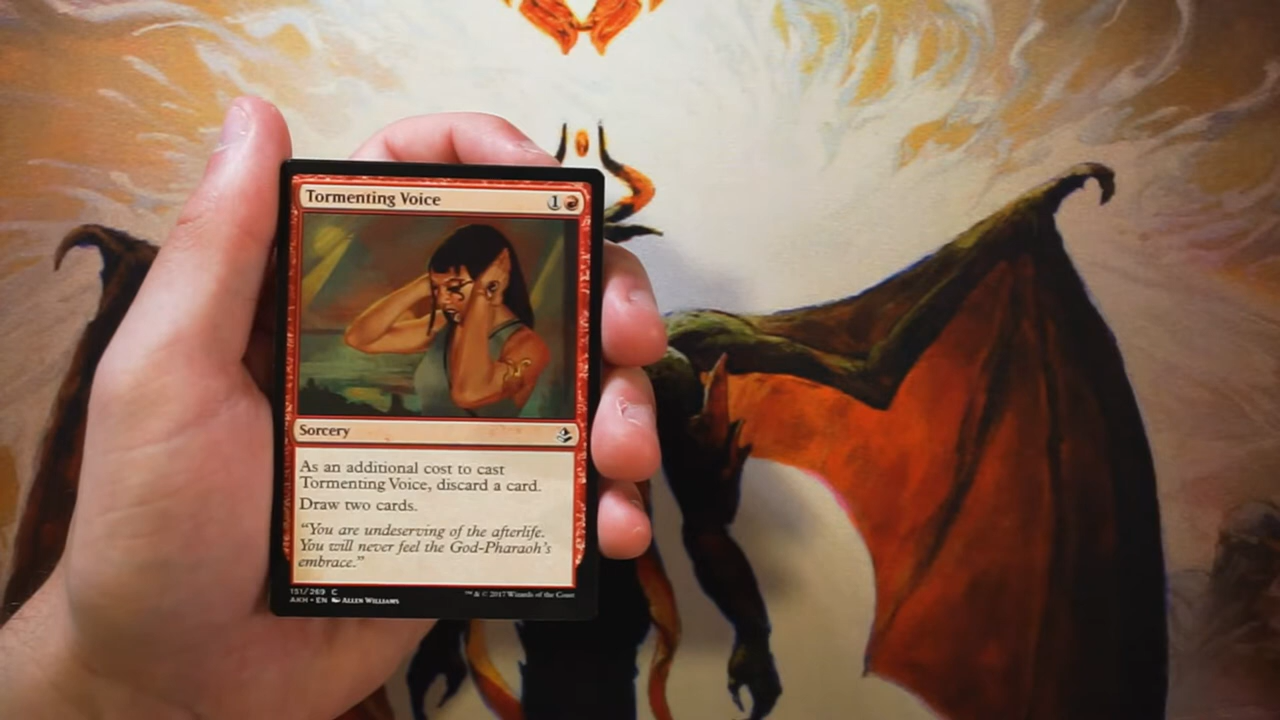 Tormenting Voice 1
Sorcery
As an additional cost to cast
Tormenting Voice, discard a card.
Draw two cards.
“You are undeserving of the afterlife.
You will never feel the God-Pharaoh’s
embrace.”
151/269 C
AKH • EN ALLEN WILLIAMS
™ & © 2017 Wizards of the Coast